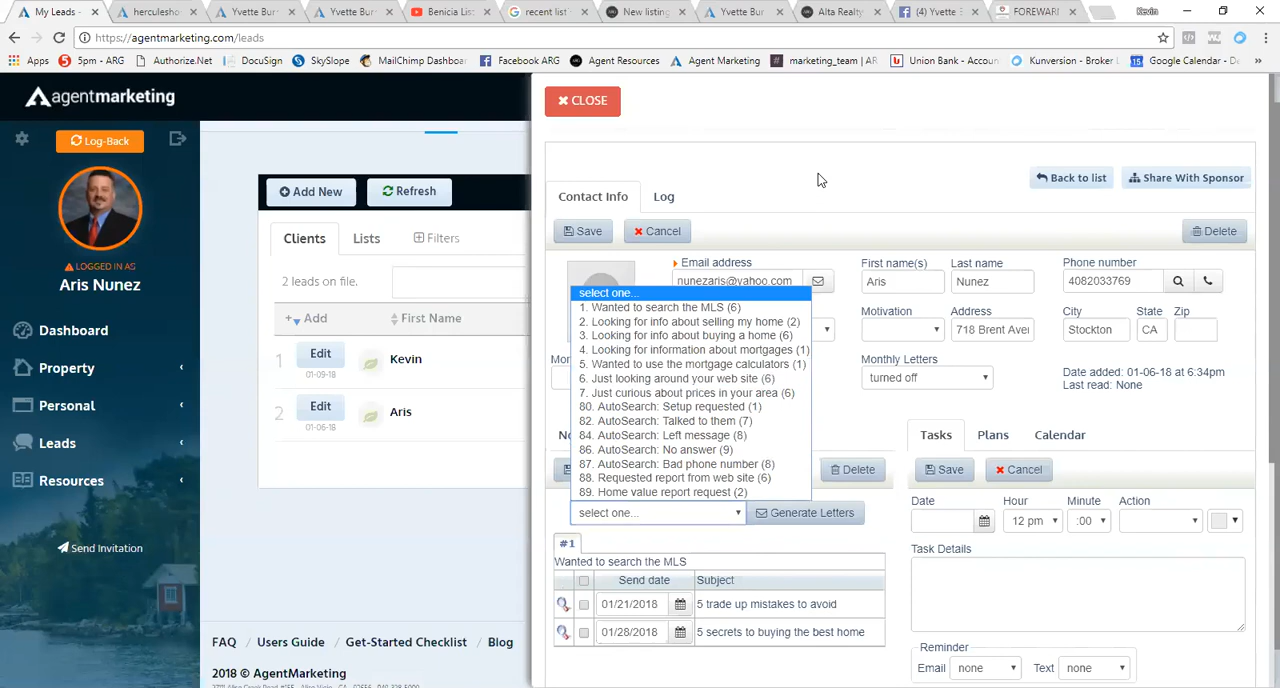 My Leads -
herculeshom
Yvette Bur
Yvette Bur
Benicia List
recent list
New listing
Yvette Bur
Alta Realty
(4) Yvette
FOREWARN
Kevin
https://agentmarketing.com/leads
Apps
5pm - ARG
Authorize.Net
DocuSign
SkySlope
MailChimp Dashboar
Facebook ARG
Agent Resources
Agent Marketing
marketing_team | AR
Union Bank - Accoun
Kunversion - Broker
Google Calendar - De
agentmarketing
CLOSE
Log-Back
LOGGED IN AS
Aris Nunez
Dashboard
Property
Personal
Leads
Resources
Send Invitation
Add New
Refresh
Clients
Lists
Filters
2 leads on file.
Add
First Name
1
Edit
01-09-18
Kevin
2
Edit
01-06-18
Aris
FAQ / Users Guide / Get-Started Checklist / Blog
2018 © AgentMarketing
Back to list
Share With Sponsor
Contact Info
Log
Save
Cancel
Delete
Email address
First name(s)
Last name
Phone number
nunezaris@yahoo.com
Aris
Nunez
4082033769
Motivation
Address
City
State
Zip
718 Brent Aven
Stockton
CA
Monthly Letters
turned off
Date added: 01-06-18 at 6:34pm
Last read: None
select one...
1. Wanted to search the MLS (6)
2. Looking for info about selling my home (2)
3. Looking for info about buying a home (6)
4. Looking for information about mortgages (1)
5. Wanted to use the mortgage calculators (1)
6. Just looking around your web site (6)
7. Just curious about prices in your area (6)
80. AutoSearch: Setup requested (1)
82. AutoSearch: Talked to them (7)
84. AutoSearch: Left message (8)
86. AutoSearch: No answer (9)
87. AutoSearch: Bad phone number (8)
88. Requested report from web site (6)
89. Home value report request (2)
select one...
Generate Letters
Delete
#1
Wanted to search the MLS
Send date
Subject
01/21/2018
5 trade up mistakes to avoid
01/28/2018
5 secrets to buying the best home
Tasks
Plans
Calendar
Save
Cancel
Date
Hour
Minute
Action
12 pm
:00
Task Details
Reminder
Email
none
Text
none